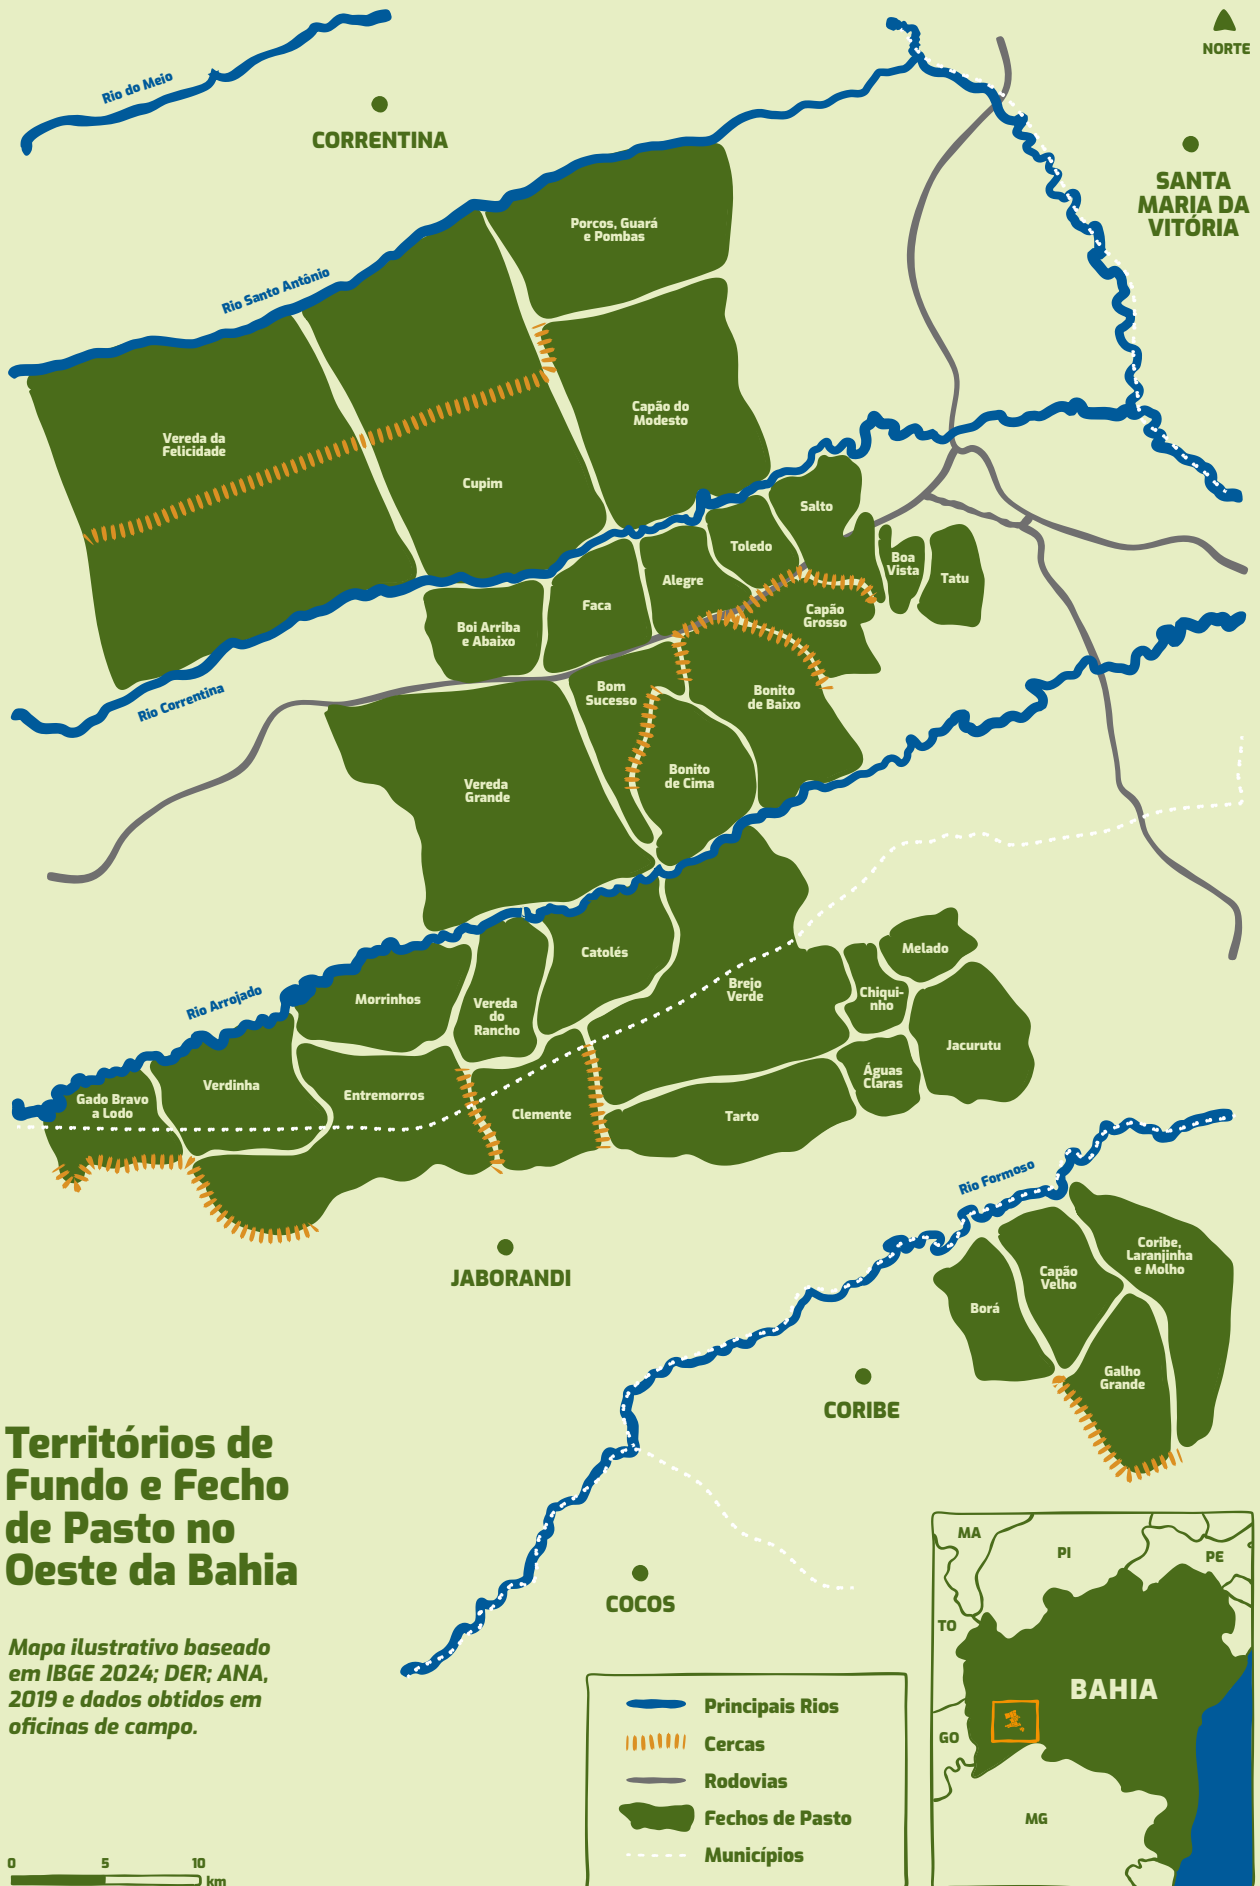 NORTE
Rio do Meio
CORRENTINA
SANTA
MARIA DA
VITÓRIA
Porcos, Guará
e Pombas
Rio Santo Antônio
Capão do
Modesto
Vereda da
Felicidade
Cupim
Salto
Toledo
Boa
Vista
Tatu
Alegre
Faca
Capão
Grosso
Boi Arriba
e Abaixo
Rio Correntina
Bom
Sucesso
Bonito
de Baixo
Bonito
de Cima
Vereda
Grande
Melado
Catolés
Brejo
Verde
Chiqui-
nho
Rio Arrojado
Morrinhos
Vereda
do
Rancho
Jacurutu
Águas
Claras
Verdinha
Entremorros
Gado Bravo
a Lodo
Clemente
Tarto
Rio Formoso
JABORANDI
Coribe,
Laranjinha
e Molho
Capão
Velho
Borá
Galho
Grande
CORIBE
Territórios de
Fundo e Fecho
de Pasto no
Oeste da Bahia
COCOS
Mapa ilustrativo baseado
em IBGE 2024; DER; ANA,
2019 e dados obtidos em
oficinas de campo.
Principais Rios
Cercas
Rodovias
Fechos de Pasto
Municípios
MA
PI
PE
TO
BAHIA
GO
MG
0 5 10
km